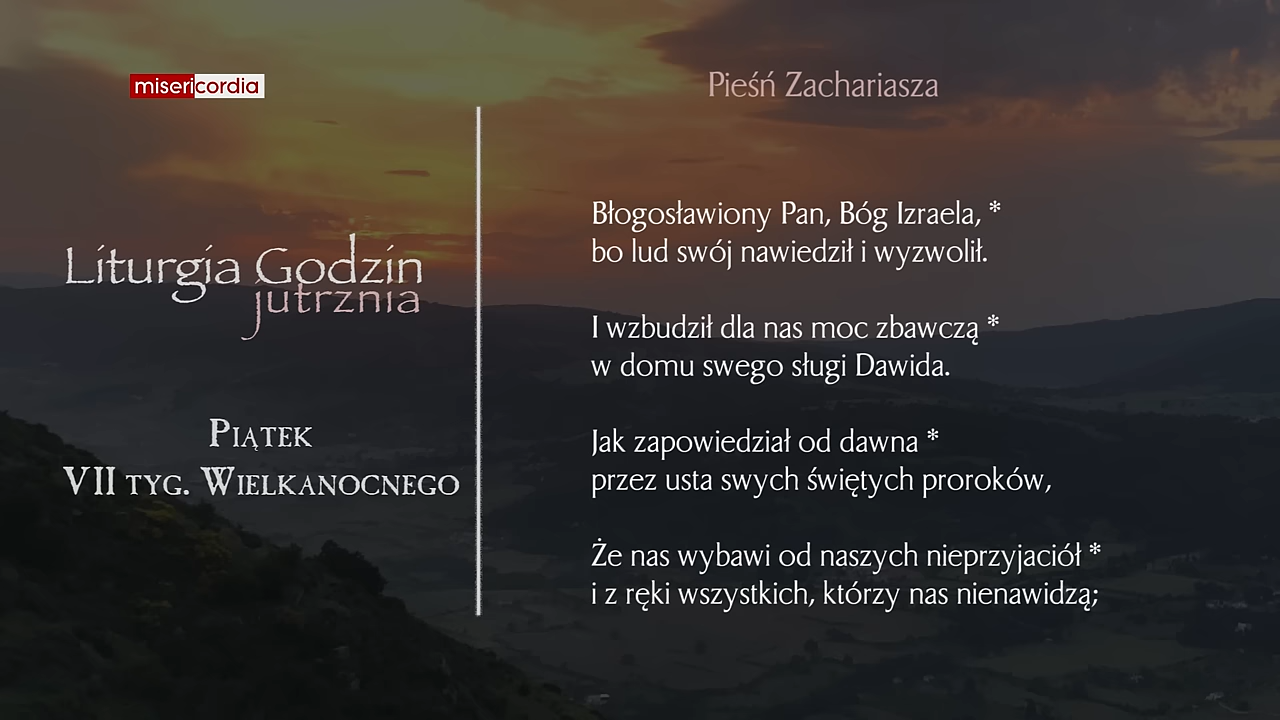 misericordia
Liturgia Godzin
jutrznia
Piątek
VII tyg. Wielkanocnego
Pieśń Zachariasza
Błogosławiony Pan, Bóg Izraela, *
bo lud swój nawiedził i wyzwolił.
I wzbudził dla nas moc zbawczą *
w domu swego sługi Dawida.
Jak zapowiedział od dawna *
przez usta swych świętych proroków,
Że nas wybawi od naszych nieprzyjaciół *
i z ręki wszystkich, którzy nas nienawidzą;